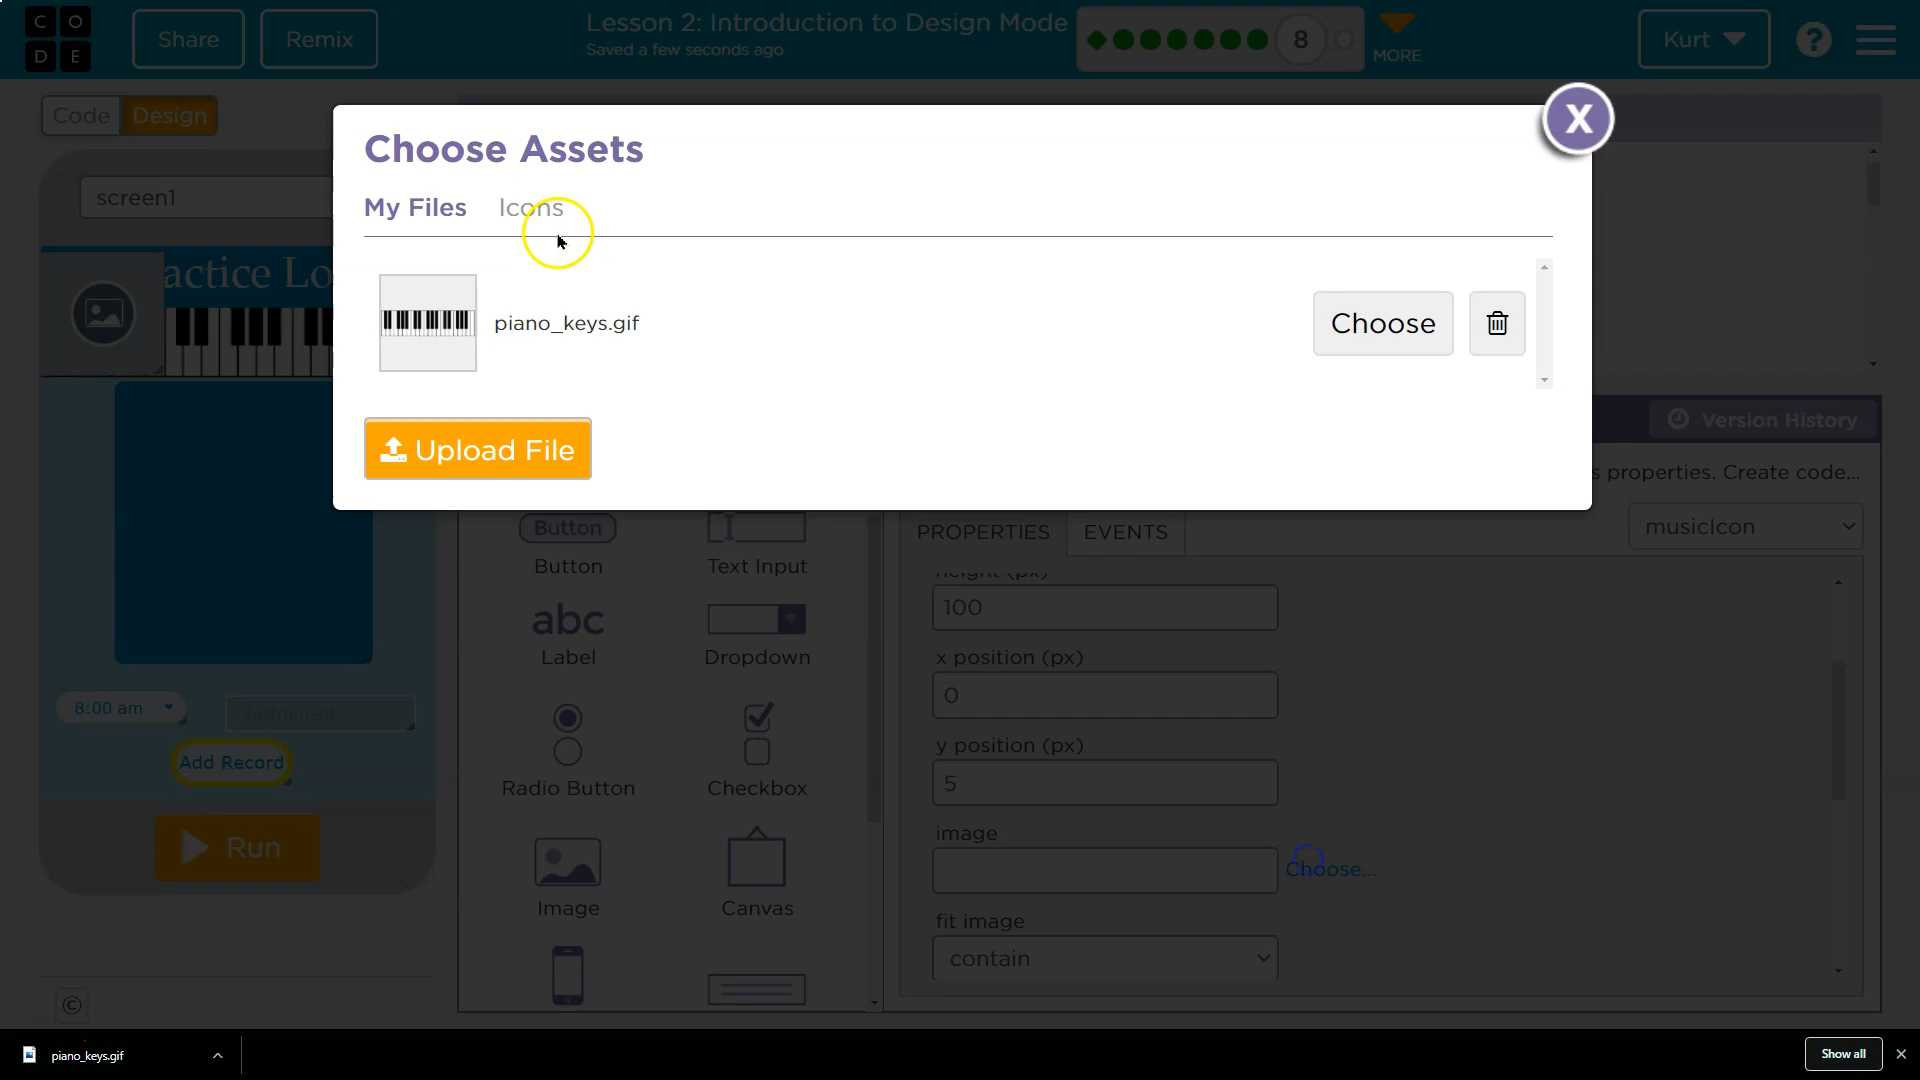 CO
DE
Share
Remix
Lesson 2: Introduction to Design Mode
Saved a few seconds ago
8
MORE
Kurt
?
Code
Design
X
Choose Assets
My Files
Icons
screen1
actice Lo
piano_keys.gif
Choose
Upload File
Version History
s properties. Create code...
PROPERTIES
EVENTS
musicIcon
Button
Button
Text Input
height (px)
100
abc
Label
Dropdown
x position (px)
0
8:00 am
Instrument
y position (px)
5
Add Record
Radio Button
Checkbox
image
Choose...
Run
Image
Canvas
fit image
contain
©
piano_keys.gif
Show all